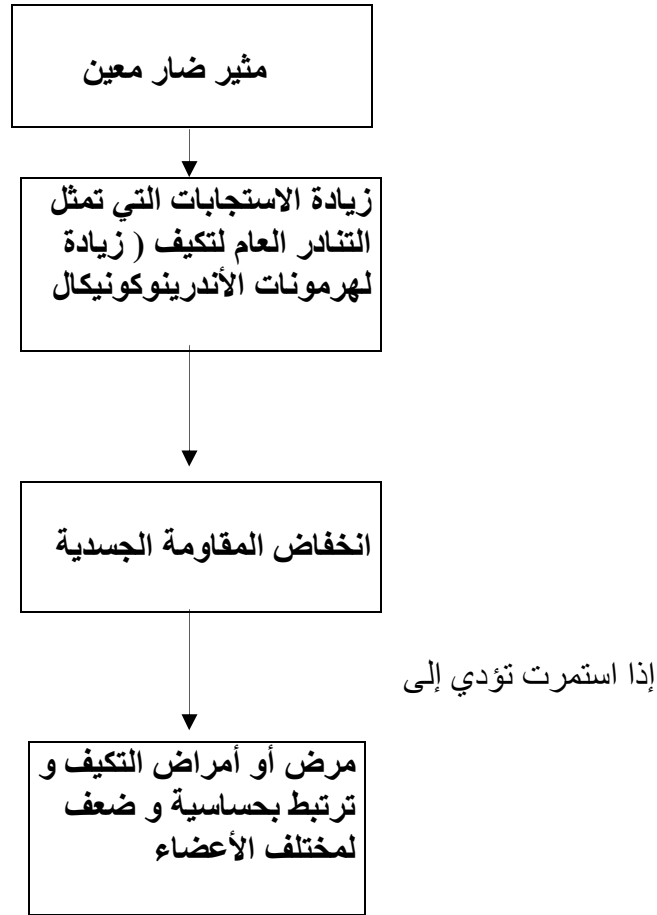 مثير ضار معين
زيادة الاستجابات التي تمثل
التنادر العام لتكيف ( زيادة
لهرمونات الأندرينوكونيكال
انخفاض المقاومة الجسدية
إذا استمرت تؤدي إلى
مرض أو أمراض التكيف و
ترتبط بحساسية و ضعف
لمختلف الأعضاء